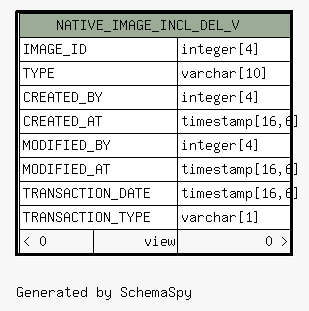 NATIVE_IMAGE_INCL_DEL_V
IMAGE_ID integer[4]
TYPE varchar[10]
CREATED_BY integer[4]
CREATED_AT timestamp[16,6]
MODIFIED_BY integer[4]
MODIFIED_AT timestamp[16,6]
TRANSACTION_DATE timestamp[16,6]
TRANSACTION_TYPE varchar[1]
< 0 view 0 >
Generated by SchemaSpy